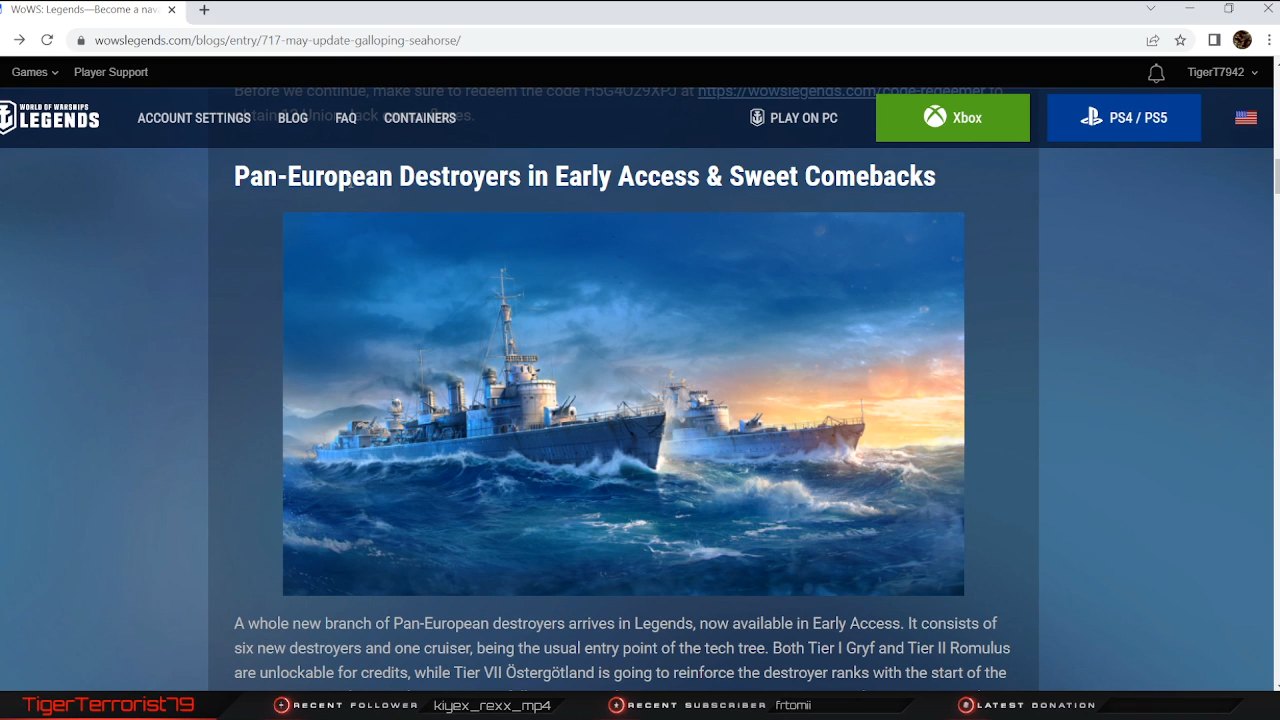 WoWS: Legends—Become a nav
wowslegends.com/blogs/entry/717-may-update-galloping-seahorse/
Games Player Support TigerT7942
Before we continue, make sure to redeem the code H5G4O29XPJ at https://wowslegends.com/code-redeemer to
WORLD OF WARSHIPS
LEGENDS
ACCOUNT SETTINGS BLOG FAQ CONTAINERS PLAY ON PC Xbox PS4 / PS5
Pan-European Destroyers in Early Access & Sweet Comebacks
A whole new branch of Pan-European destroyers arrives in Legends, now available in Early Access. It consists of
six new destroyers and one cruiser, being the usual entry point of the tech tree. Both Tier I Gryf and Tier II Romulus
are unlockable for credits, while Tier VII Östergötland is going to reinforce the destroyer ranks with the start of the
TigerTerrorist79 RECENT FOLLOWER kiyex_rexx_mp4 RECENT SUBSCRIBER frtomii LATEST DONATION